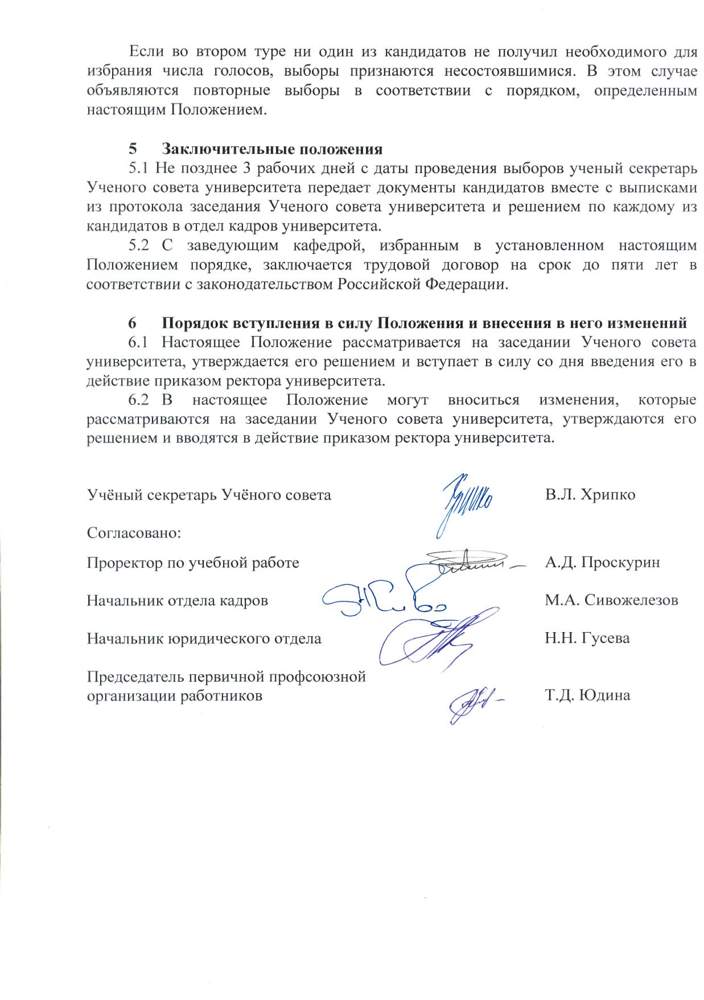 Если во втором туре ни один из кандидатов не получил необходимого для
избрания числа голосов, выборы признаются несостоявшимися. В этом случае
объявляются повторные выборы в соответствии с порядком, определенным
настоящим Положением.
5 Заключительные положения
5.1 Не позднее 3 рабочих дней с даты проведения выборов ученый секретарь
Ученого совета университета передает документы кандидатов вместе с выписками
из протокола заседания Ученого совета университета и решением по каждому из
кандидатов в отдел кадров университета.
5.2 С заведующим кафедрой, избранным в установленном настоящим
Положением порядке, заключается трудовой договор на срок до пяти лет в
соответствии с законодательством Российской Федерации.
6 Порядок вступления в силу Положения и внесения в него изменений
6.1 Настоящее Положение рассматривается на заседании Ученого совета
университета, утверждается его решением и вступает в силу со дня введения его в
действие приказом ректора университета.
6.2 В настоящее Положение могут вноситься изменения, которые
рассматриваются на заседании Ученого совета университета, утверждаются его
решением и вводятся в действие приказом ректора университета.
Учёный секретарь Учёного совета В.Л. Хрипко
Согласовано:
Проректор по учебной работе А.Д. Проскурин
Начальник отдела кадров М.А. Сивожелезов
Начальник юридического отдела Н.Н. Гусева
Председатель первичной профсоюзной
организации работников Т.Д. Юдина